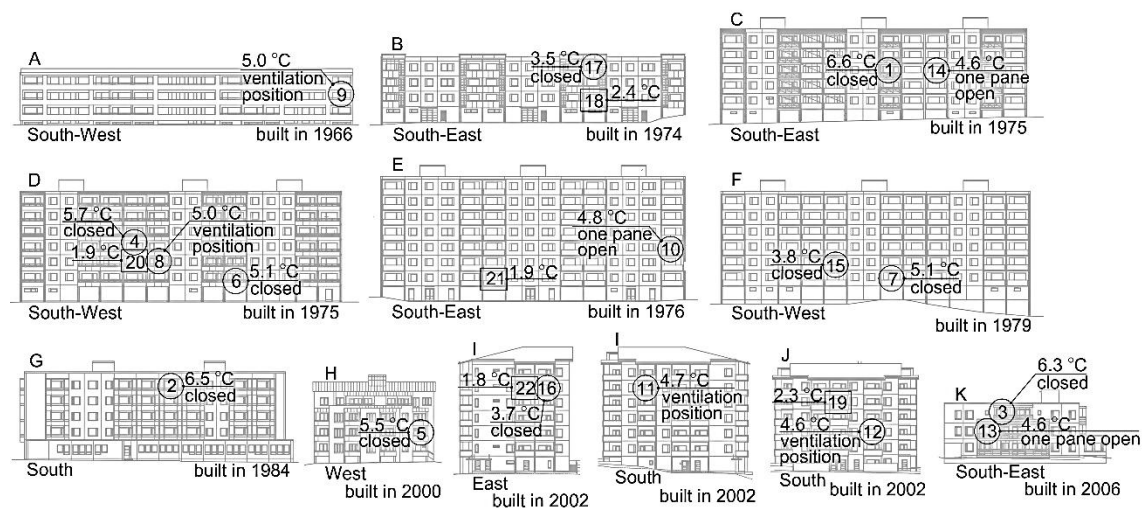 A
5.0 °C
ventilation
position
9
South-West
built in 1966
B
3.5 °C
closed
17
18
2.4 °C
South-East
built in 1974
C
6.6 °C
closed
1
14
4.6 °C
one pane
open
South-East
built in 1975
D
5.7 °C
closed
4
1.9 °C
20
8
5.0 °C
ventilation
position
6
5.1 °C
closed
South-West
built in 1975
E
4.8 °C
one pane
open
10
21
1.9 °C
South-East
built in 1976
F
3.8 °C
closed
15
7
5.1 °C
closed
South-West
built in 1979
G
2
6.5 °C
closed
South
built in 1984
H
5.5 °C
closed
5
West
built in 2000
I
1.8 °C
22
16
3.7 °C
closed
East
built in 2002
I
11
4.7 °C
ventilation
position
South
built in 2002
J
2.3 °C
19
4.6 °C
ventilation
position
12
South
built in 2002
K
6.3 °C
closed
3
13
4.6 °C
one pane open
South-East
built in 2006